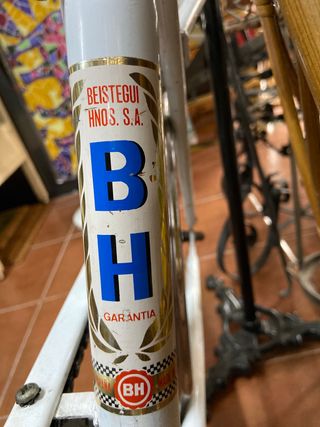 BEISTEGUI
HNOS. S.A.
B
H
GARANTIA
BH